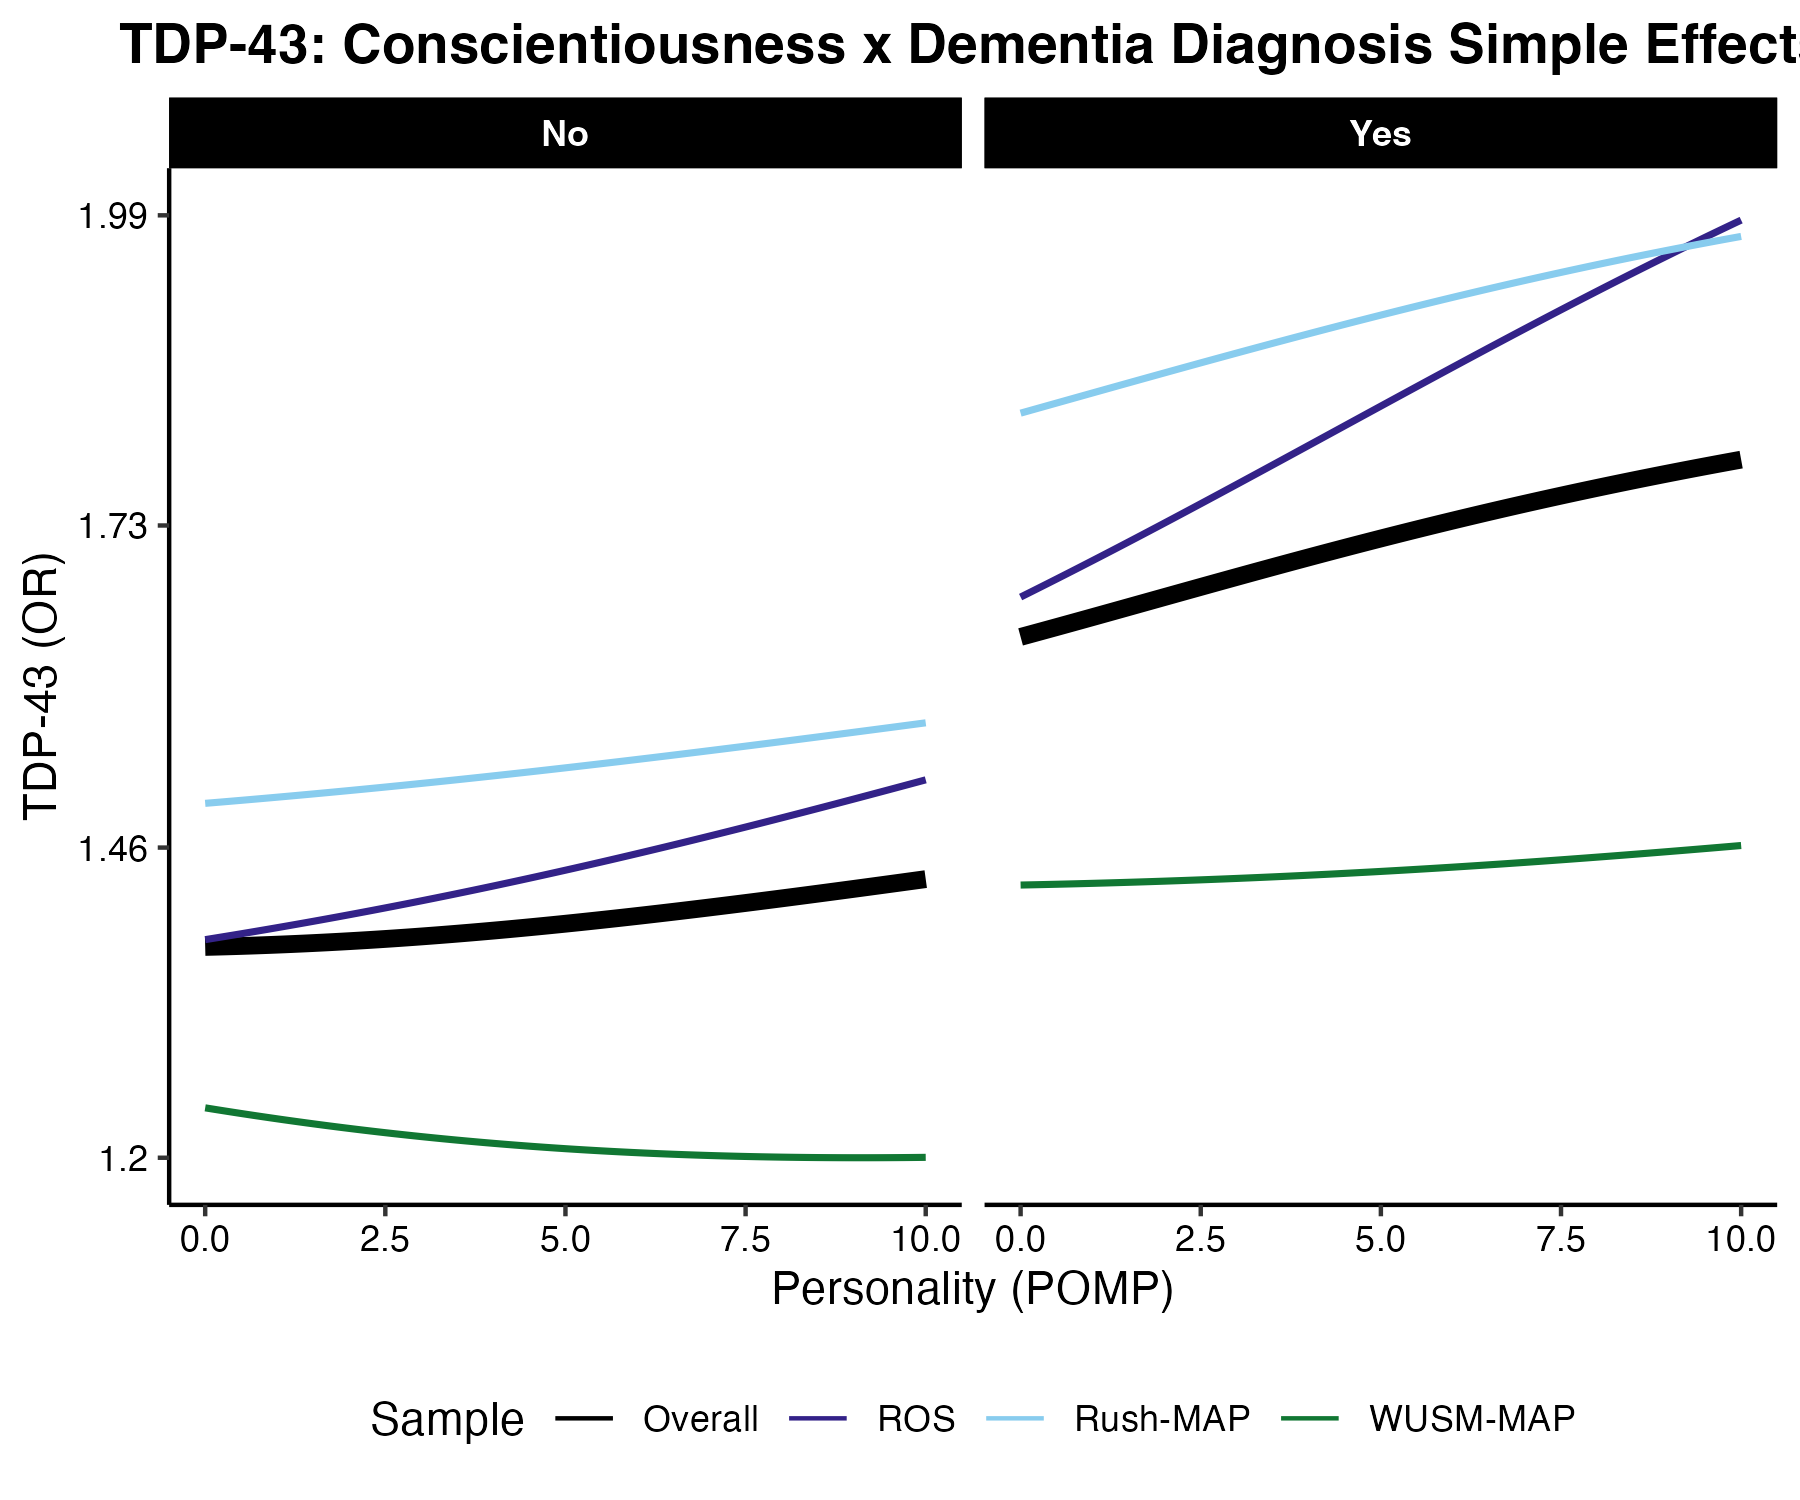 TDP-43: Conscientiousness x Dementia Diagnosis Simple Effects
No Yes
1.99
1.73
1.46
1.2
TDP-43 (OR)
0.0 2.5 5.0 7.5 10.0 0.0 2.5 5.0 7.5 10.0
Personality (POMP)
Sample Overall ROS Rush-MAP WUSM-MAP